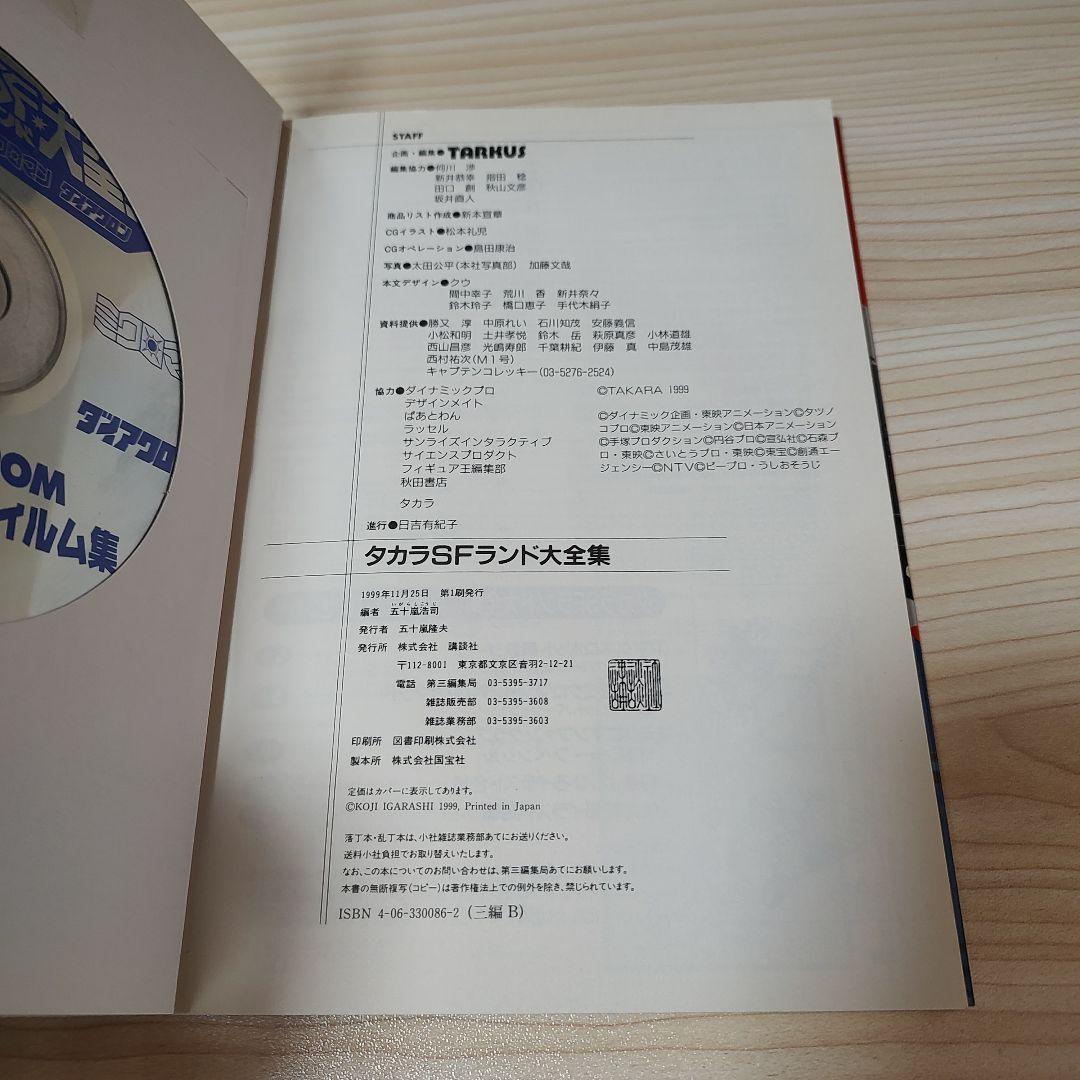 大全
ダイアクロン
ミクロマ
ダイアクロ
ROM
ィルム集
STAFF
企画・編集●TARKUS
編集協力●何川 渉
新井恭幸 指田 稔
田口 創 秋山文彦
坂井直人
商品リスト作成●新本宣章
CGイラスト●松本礼児
CGオペレーション●島田康治
写真●太田公平(本社写真部) 加藤文哉
本文デザイン●クウ
間中幸子 荒川 香 新井奈々
鈴木玲子 橋口恵子 手代木絹子
資料提供●勝又 淳 中原れい 石川知茂 安藤義信
小松和明 土井孝悦 鈴木 岳 萩原真彦 小林道雄
西山昌彦 光嶋寿郎 千葉耕紀 伊藤 真 中島茂雄
西村祐次(M1号)
キャプテンコレッキー(03-5276-2524)
協力●ダイナミックプロ
デザインメイト
ぱあとわん
ラッセル
サンライズインタラクティブ
サイエンスプロダクト
フィギュア王編集部
秋田書店
タカラ
©TAKARA 1999
©ダイナミック企画・東映アニメーション©タツノ
コプロ©東映アニメーション©日本アニメーション
©手塚プロダクション©円谷プロ©宣弘社©石森プ
ロ・東映©さいとうプロ・東映©東宝©創通エー
ジェンシー©NTV©ピープロ・うしおそうじ
進行●日吉有紀子
タカラSFランド大全集
1999年11月25日 第1刷発行
いがらしこうじ
編者 五十嵐浩司
発行者 五十嵐隆夫
発行所 株式会社 講談社
〒112-8001 東京都文京区音羽2-12-21
電話 第三編集局 03-5395-3717
雑誌販売部 03-5395-3608
雑誌業務部 03-5395-3603
印刷所 図書印刷株式会社
製本所 株式会社国宝社
定価はカバーに表示してあります。
©KOJI IGARASHI 1999, Printed in Japan
落丁本・乱丁本は、小社雑誌業務部あてにお送りください。
送料小社負担でお取り替えいたします。
なお、この本についてのお問い合わせは、第三編集局あてにお願いします。
本書の無断複写(コピー)は著作権法上での例外を除き、禁じられています。
ISBN 4-06-330086-2 (三編 B)